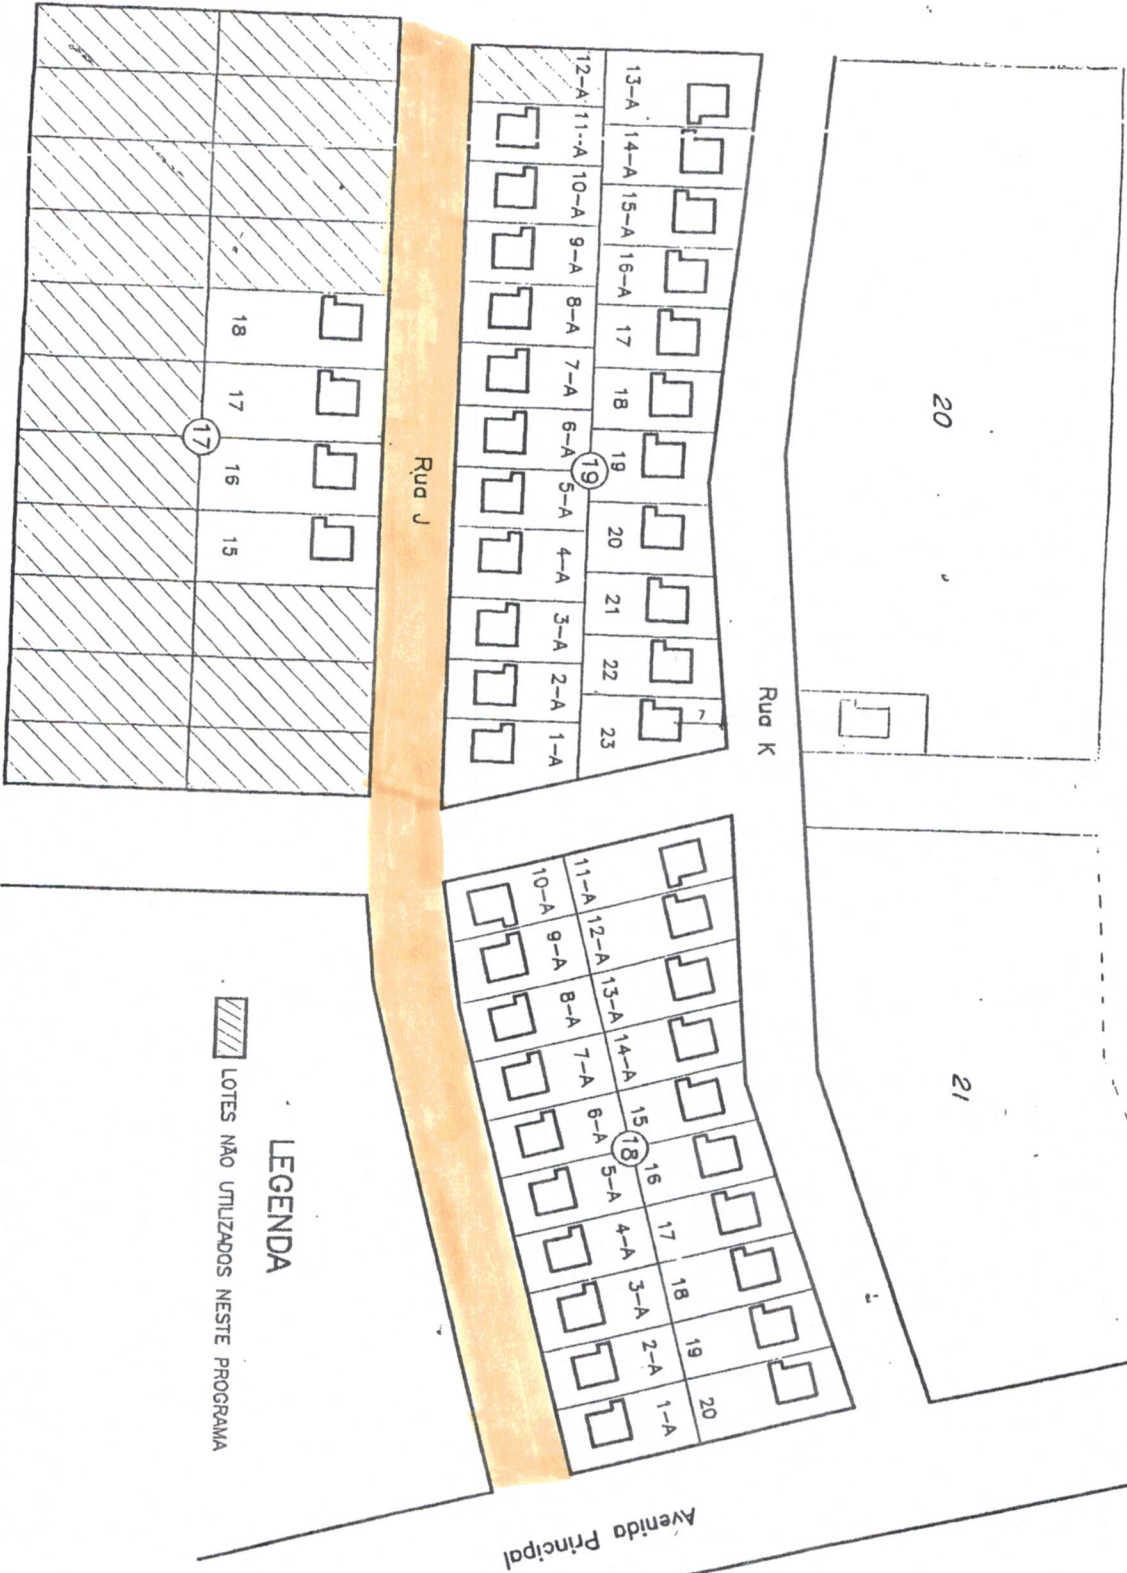 20
21
Rua K
Rua J
Avenida Principal
13-A
14-A
15-A
16-A
17
18
19
20
21
22
23
12-A
11-A
10-A
9-A
8-A
7-A
6-A
5-A
4-A
3-A
2-A
1-A
19
18
17
16
15
17
11-A
12-A
13-A
14-A
15
16
17
18
19
20
10-A
9-A
8-A
7-A
6-A
5-A
4-A
3-A
2-A
1-A
18
LEGENDA
LOTES NÃO UTILIZADOS NESTE PROGRAMA